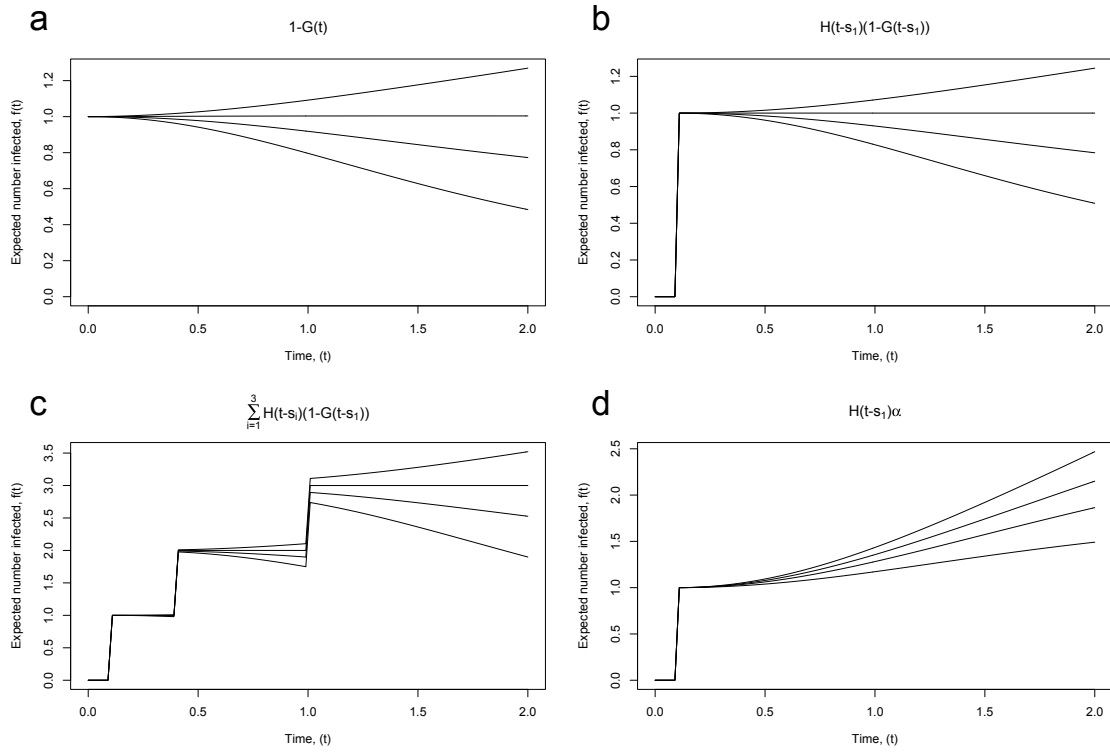 a
1-G(t)
Expected number infected, f(t)
0.0 0.2 0.4 0.6 0.8 1.0 1.2
0.0 0.5 1.0 1.5 2.0
Time, (t)
b
H(t-s₁)(1-G(t-s₁))
Expected number infected, f(t)
0.0 0.2 0.4 0.6 0.8 1.0 1.2
0.0 0.5 1.0 1.5 2.0
Time, (t)
c
3
∑H(t-sᵢ)(1-G(t-s₁))
i=1
Expected number infected, f(t)
0.0 0.5 1.0 1.5 2.0 2.5 3.0 3.5
0.0 0.5 1.0 1.5 2.0
Time, (t)
d
H(t-s₁)α
Expected number infected, f(t)
0.0 0.5 1.0 1.5 2.0 2.5
0.0 0.5 1.0 1.5 2.0
Time, (t)